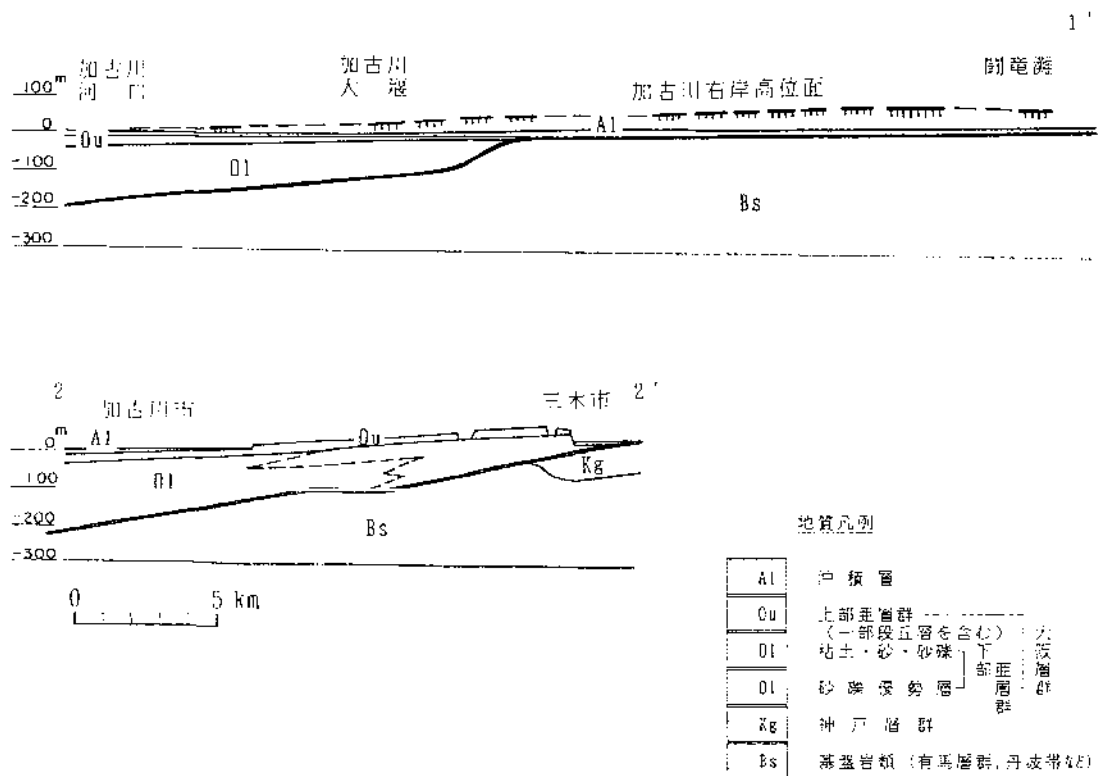 1'
加古川
河口
加古川
大堰
加古川右岸高位面
闘竜灘
100m
0
-100
-200
-300
Ou
Al
Ol
Bs
2
加古川市
三木市
2'
0m
-100
-200
-300
Al
Ou
Ol
Kg
Bs
0 5 km
地質凡例
Al 沖積層
Ou 上部亜層群
(一部段丘層を含む)
Ol 粘土・砂・砂礫
Ol 砂礫優勢層
下部亜層群
大阪層群
Kg 神戸層群
Bs 基盤岩類 (有馬層群, 丹波帯など)